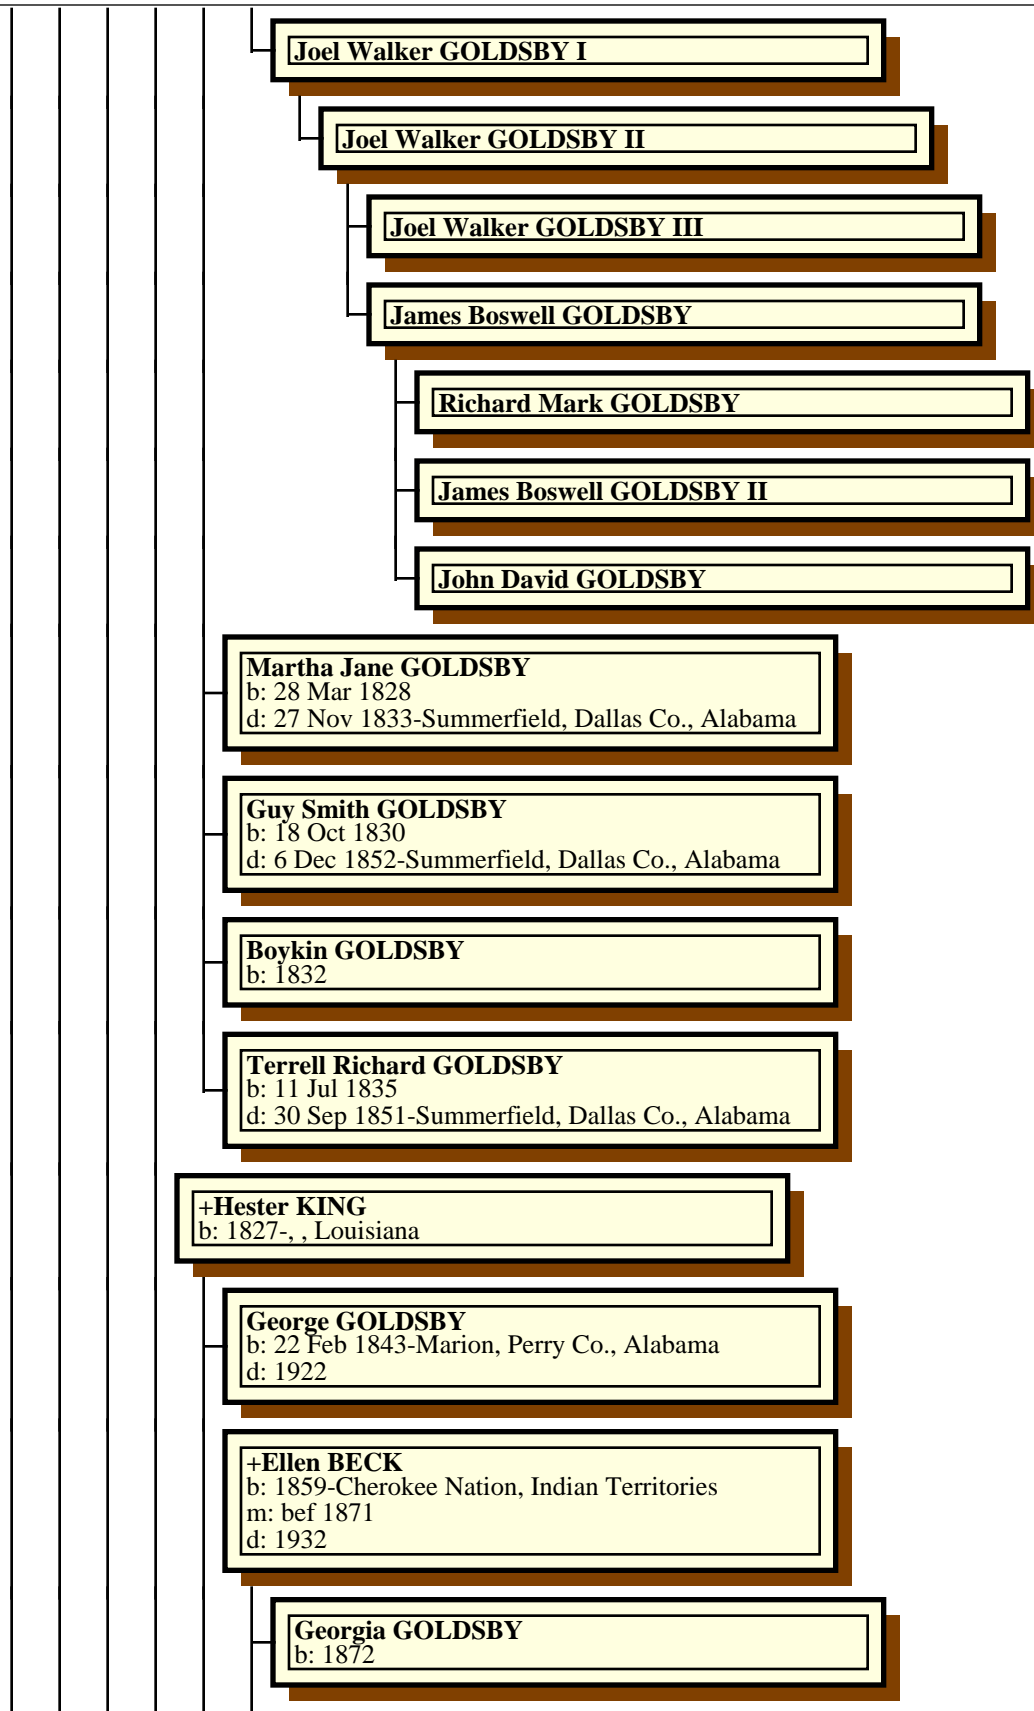 Joel Walker GOLDSBY I
Joel Walker GOLDSBY II
Joel Walker GOLDSBY III
James Boswell GOLDSBY
Richard Mark GOLDSBY
James Boswell GOLDSBY II
John David GOLDSBY
Martha Jane GOLDSBY
b: 28 Mar 1828
d: 27 Nov 1833-Summerfield, Dallas Co., Alabama
Guy Smith GOLDSBY
b: 18 Oct 1830
d: 6 Dec 1852-Summerfield, Dallas Co., Alabama
Boykin GOLDSBY
b: 1832
Terrell Richard GOLDSBY
b: 11 Jul 1835
d: 30 Sep 1851-Summerfield, Dallas Co., Alabama
+Hester KING
b: 1827-, , Louisiana
George GOLDSBY
b: 22 Feb 1843-Marion, Perry Co., Alabama
d: 1922
+Ellen BECK
b: 1859-Cherokee Nation, Indian Territories
m: bef 1871
d: 1932
Georgia GOLDSBY
b: 1872